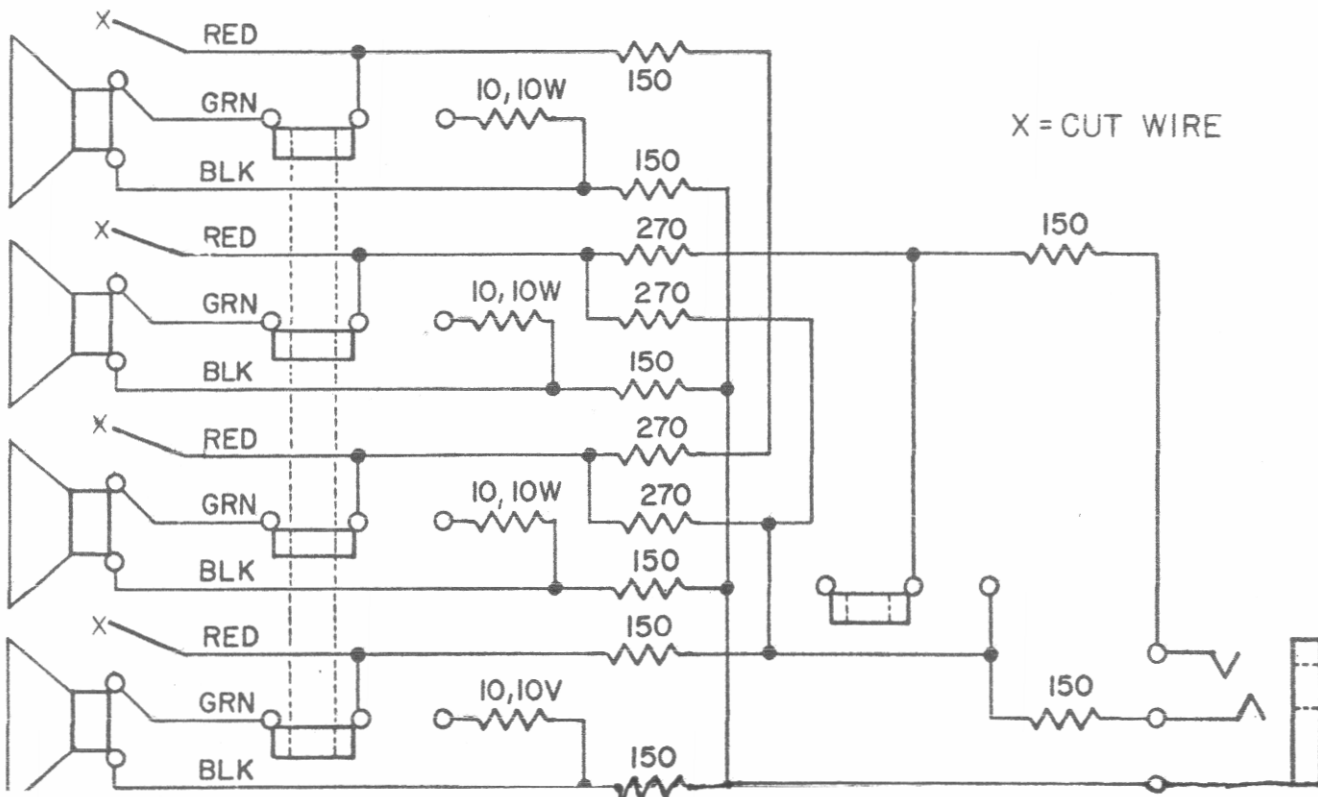 X RED
150
GRN
10, 10W
X = CUT WIRE
BLK
150
X RED
270
150
GRN
10, 10W
270
BLK
150
X RED
270
GRN
10, 10W
270
BLK
150
X RED
150
GRN
10, 10V
150
BLK
150